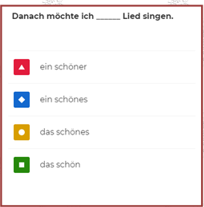 Danach möchte ich ______ Lied singen.
ein schöner
ein schönes
das schönes
das schön